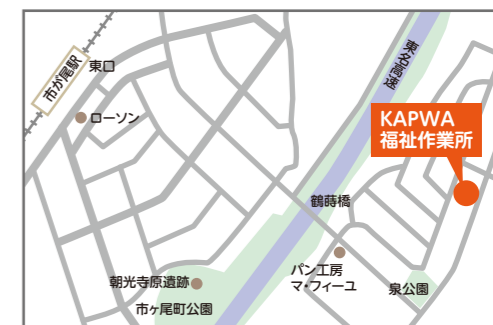 市が尾駅
東口
ローソン
東名高速
KAPWA
福祉作業所
鶴蒔橋
朝光寺原遺跡
市ヶ尾町公園
パン工房
マ・フィーユ
泉公園